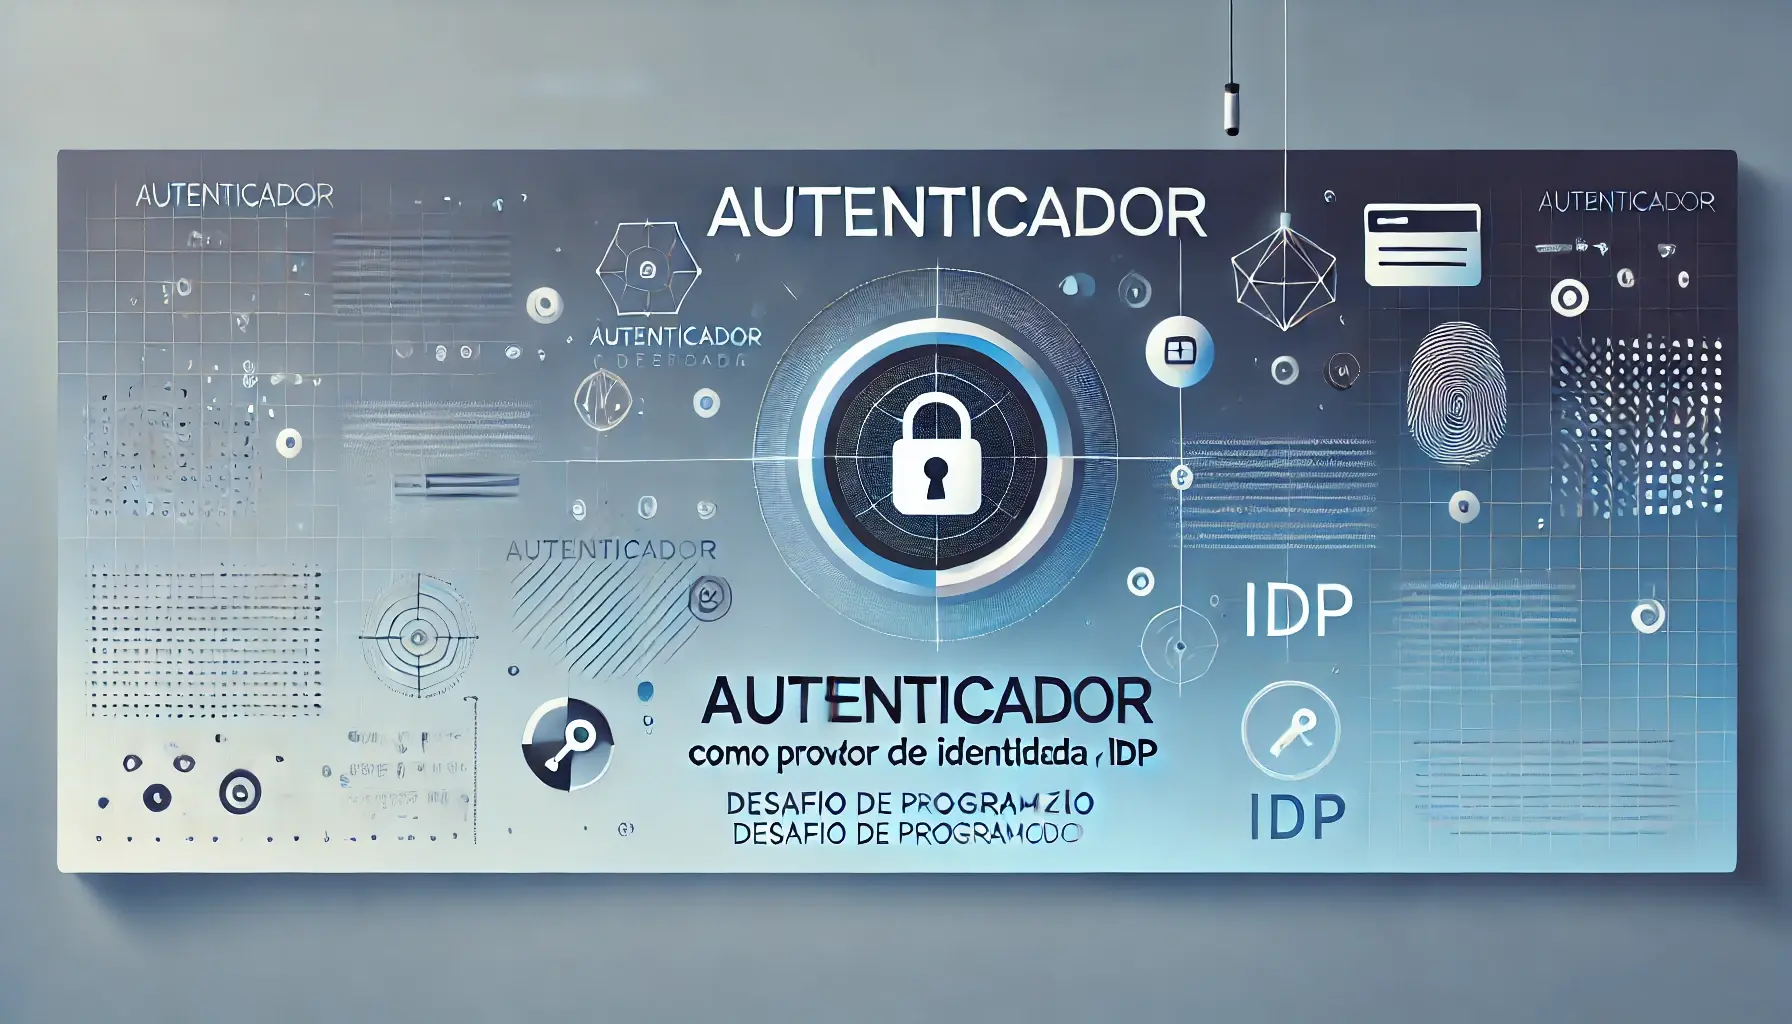 AUTENTICADOR
AUTENTICADOR
AUTENTICADOR
AUTENTICADOR
AUTENTICADOR
IDP
AUTENTICADOR
como provtor de identidada, IDP
DESAFIO DE PROGRAMZIO
DESAFIO DE PROGRAMODO
IDP